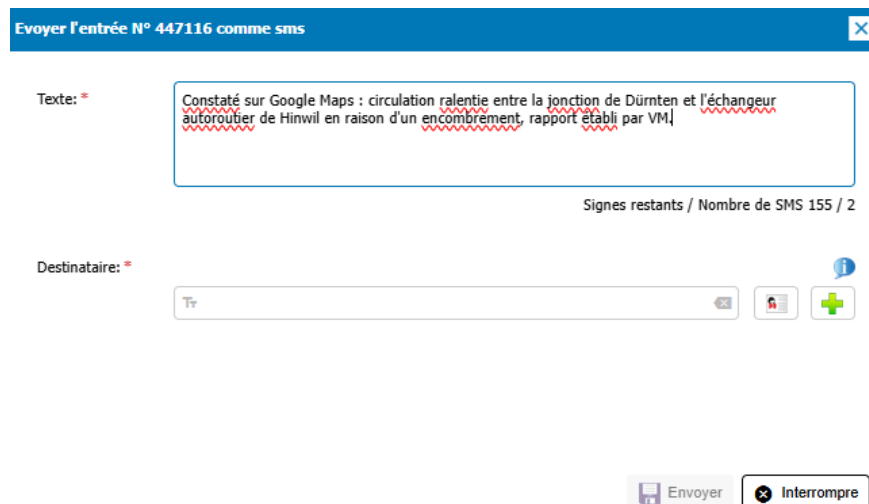 Evoyer l'entrée N° 447116 comme sms
Texte: *
Constaté sur Google Maps : circulation ralentie entre la jonction de Dürnten et l'échangeur
autoroutier de Hinwil en raison d'un encombrement, rapport établi par VM.
Signes restants / Nombre de SMS 155 / 2
Destinataire: *
Envoyer
Interrompre